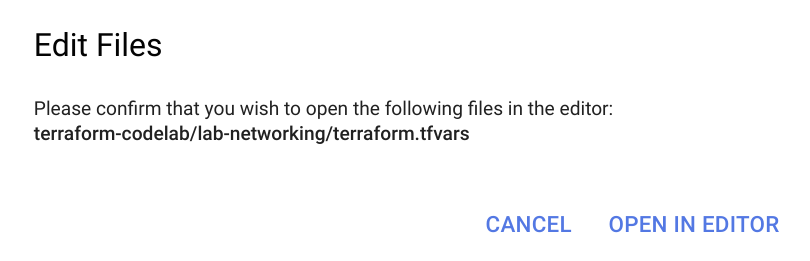 Edit Files
Please confirm that you wish to open the following files in the editor:
terraform-codelab/lab-networking/terraform.tfvars
CANCEL OPEN IN EDITOR